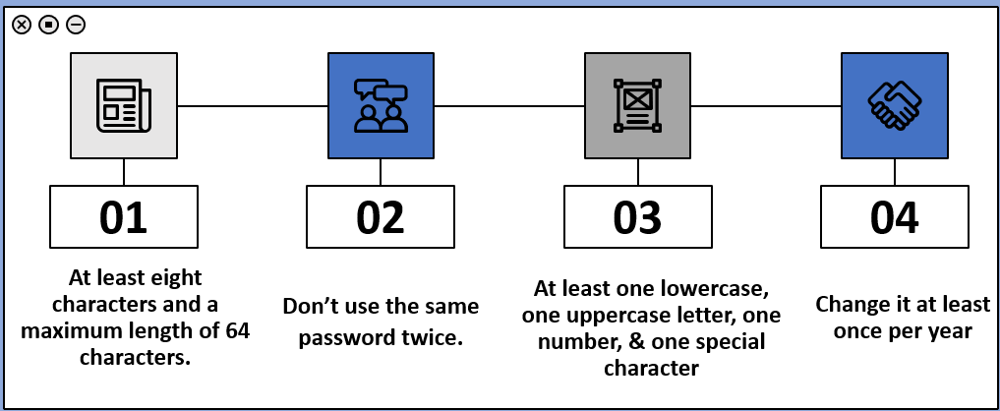 01
At least eight
characters and a
maximum length of 64
characters.
02
Don’t use the same
password twice.
03
At least one lowercase,
one uppercase letter, one
number, & one special
character
04
Change it at least
once per year